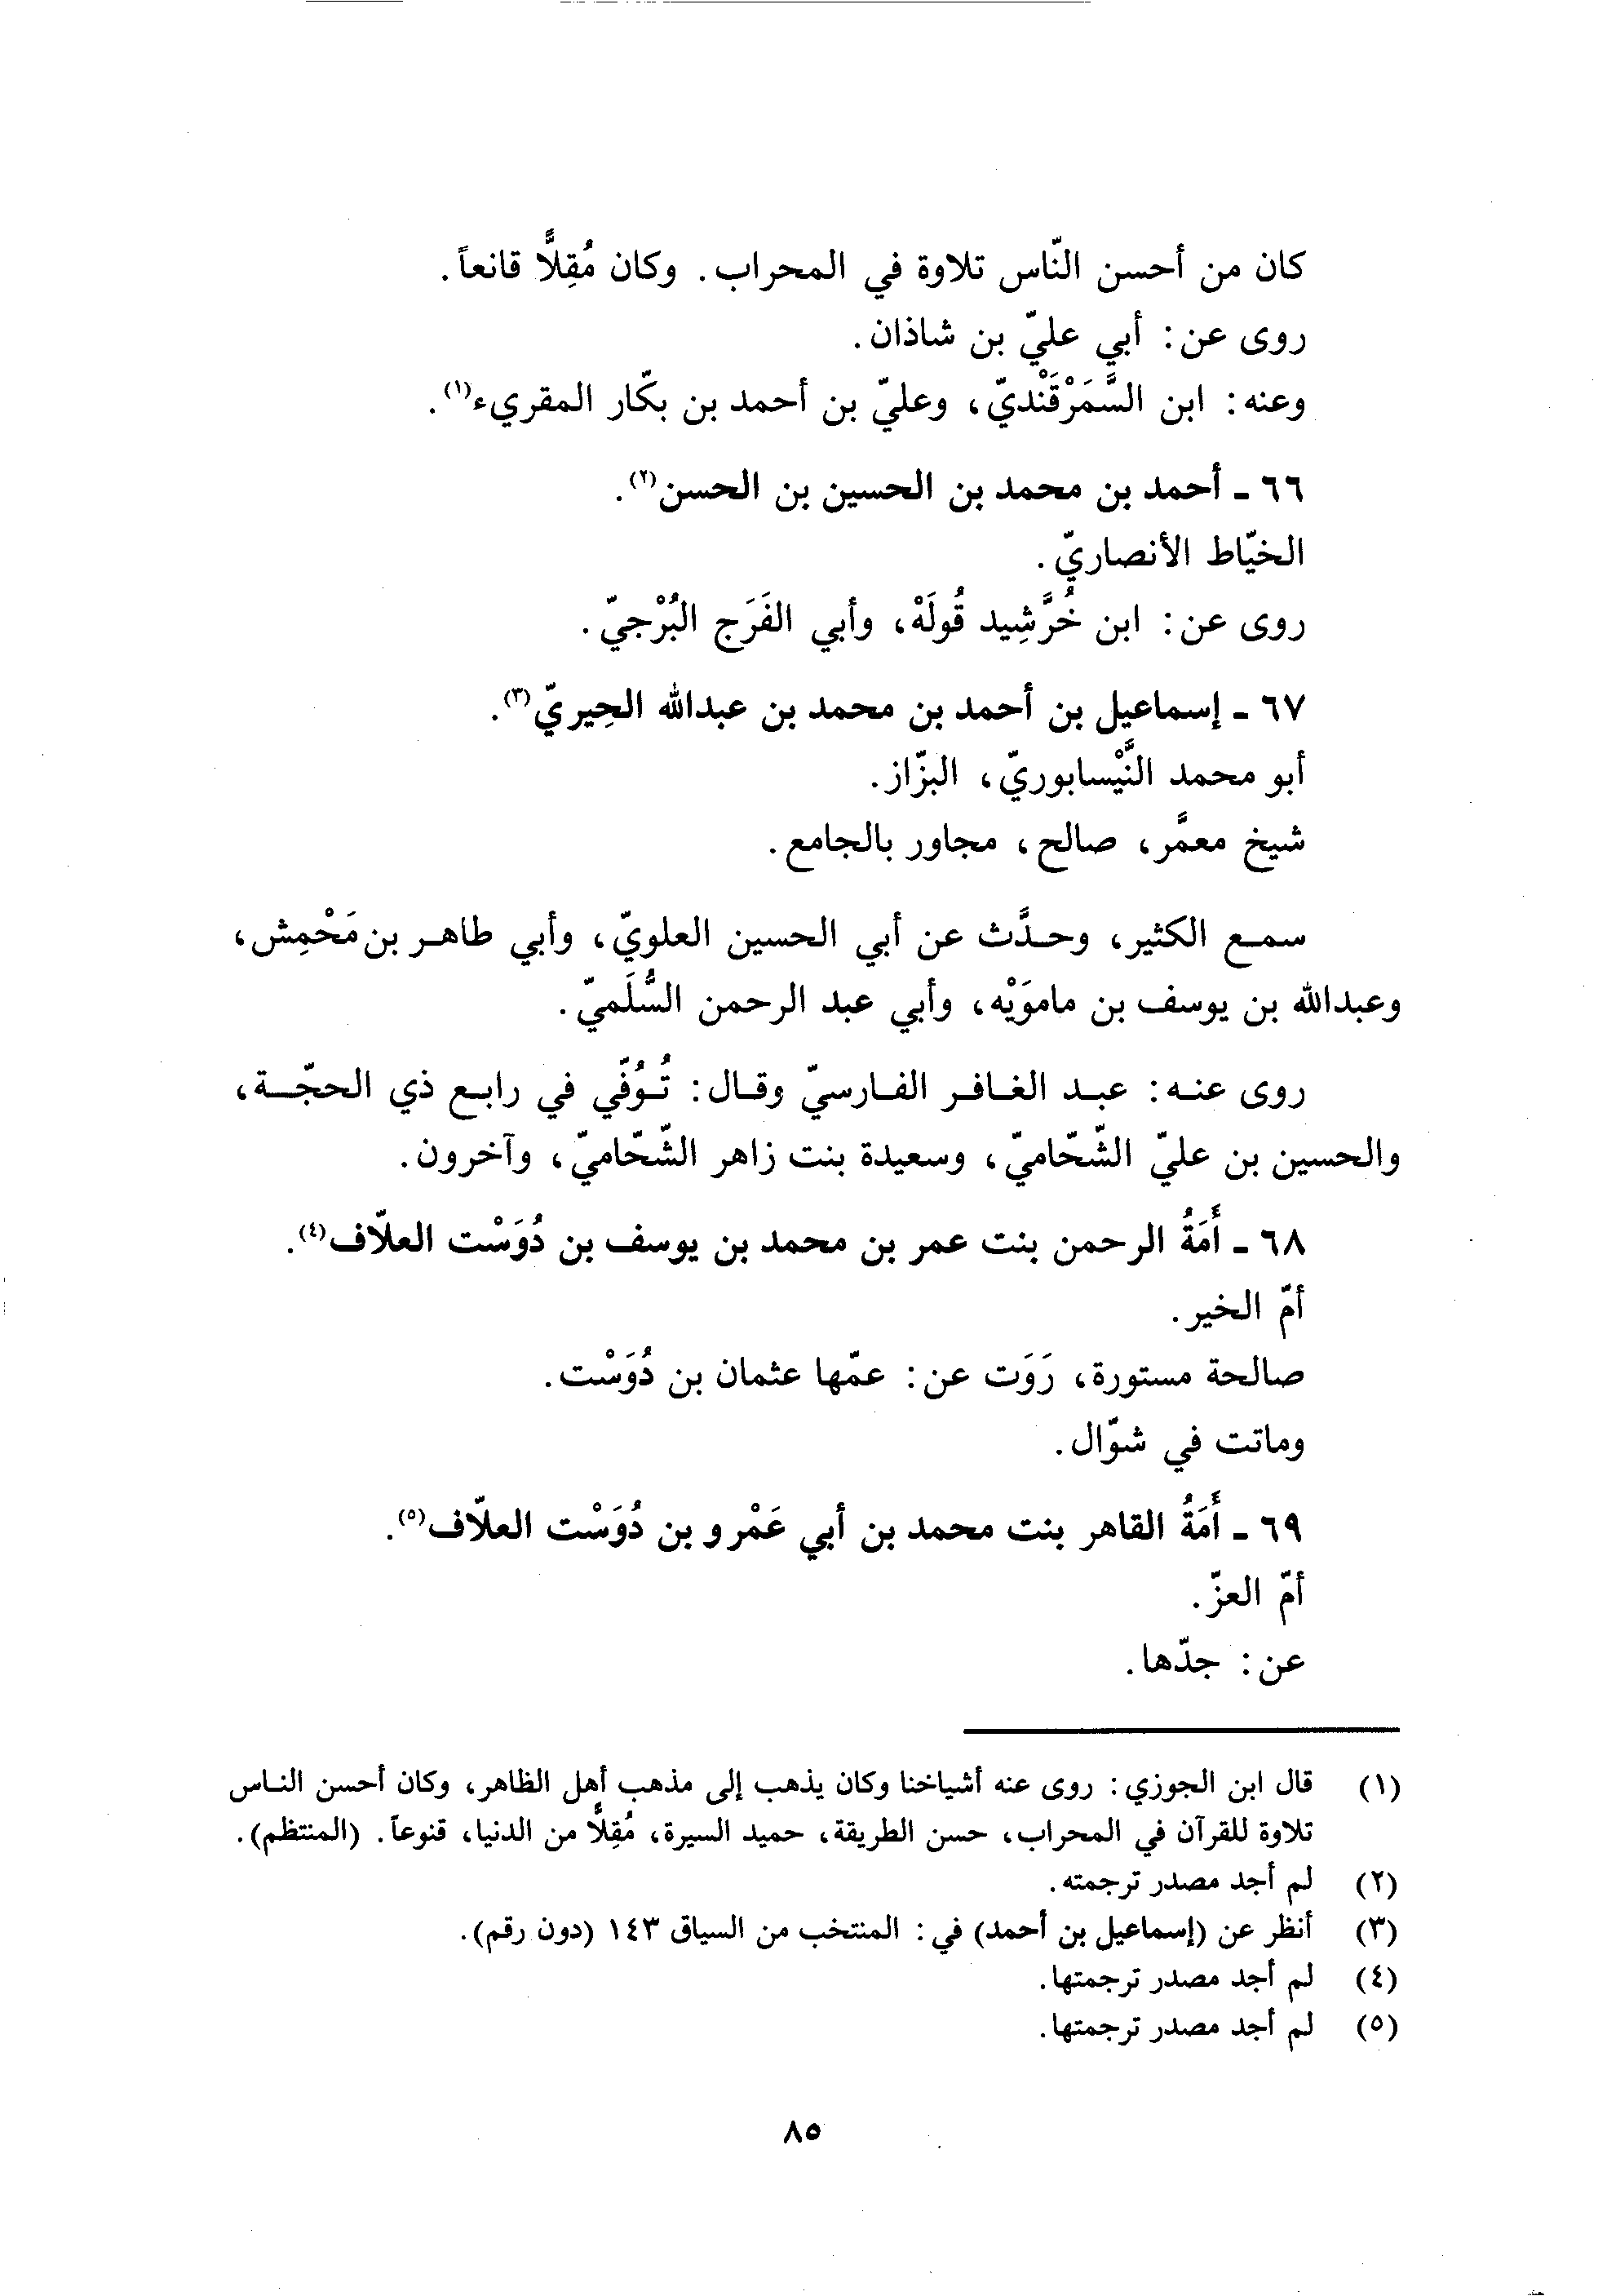 كان من أحسن النّاس تلاوة في المحراب. وكان مُقِلًّا قانعاً.
روى عن: أبي عليّ بن شاذان.
وعنه: ابن السَّمَرْقَنْديّ، وعليّ بن أحمد بن بكّار المقريء(١).
٦٦ ـ أحمد بن محمد بن الحسين بن الحسن(٢).
الخيّاط الأنصاريّ.
روى عن: ابن خُرَّشِيد قُولَهْ، وأبي الفَرَج البُرْجيّ.
٦٧ ـ إسماعيل بن أحمد بن محمد بن عبدالله الحِيريّ(٣).
أبو محمد النَّيْسابوريّ، البزّاز.
شيخ معمَّر، صالح، مجاور بالجامع.
سمع الكثير، وحدَّث عن أبي الحسين العلويّ، وأبي طاهر بن مَحْمِش،
وعبدالله بن يوسف بن مامَوَيْه، وأبي عبد الرحمن السُّلَميّ.
روى عنه: عبد الغافر الفارسيّ وقال: تُوُفّي في رابع ذي الحجّة،
والحسين بن عليّ الشّحّاميّ، وسعيدة بنت زاهر الشّحّاميّ، وآخرون.
٦٨ ـ أُمَةُ الرحمن بنت عمر بن محمد بن يوسف بن دُوَسْت العلّاف(٤).
أمّ الخير.
صالحة مستورة، رَوَت عن: عمّها عثمان بن دُوَسْت.
وماتت في شوّال.
٦٩ ـ أُمَةُ القاهر بنت محمد بن أبي عَمْرو بن دُوَسْت العلّاف(٥).
أمّ العزّ.
عن: جدّها.
(١) قال ابن الجوزي: روى عنه أشياخنا وكان يذهب إلى مذهب أهل الظاهر، وكان أحسن الناس
تلاوة للقرآن في المحراب، حسن الطريقة، حميد السيرة، مُقِلًّا من الدنيا، قنوعاً. (المنتظم).
(٢) لم أجد مصدر ترجمته.
(٣) أنظر عن (إسماعيل بن أحمد) في: المنتخب من السياق ١٤٣ (دون رقم).
(٤) لم أجد مصدر ترجمتها.
(٥) لم أجد مصدر ترجمتها.
٨٥